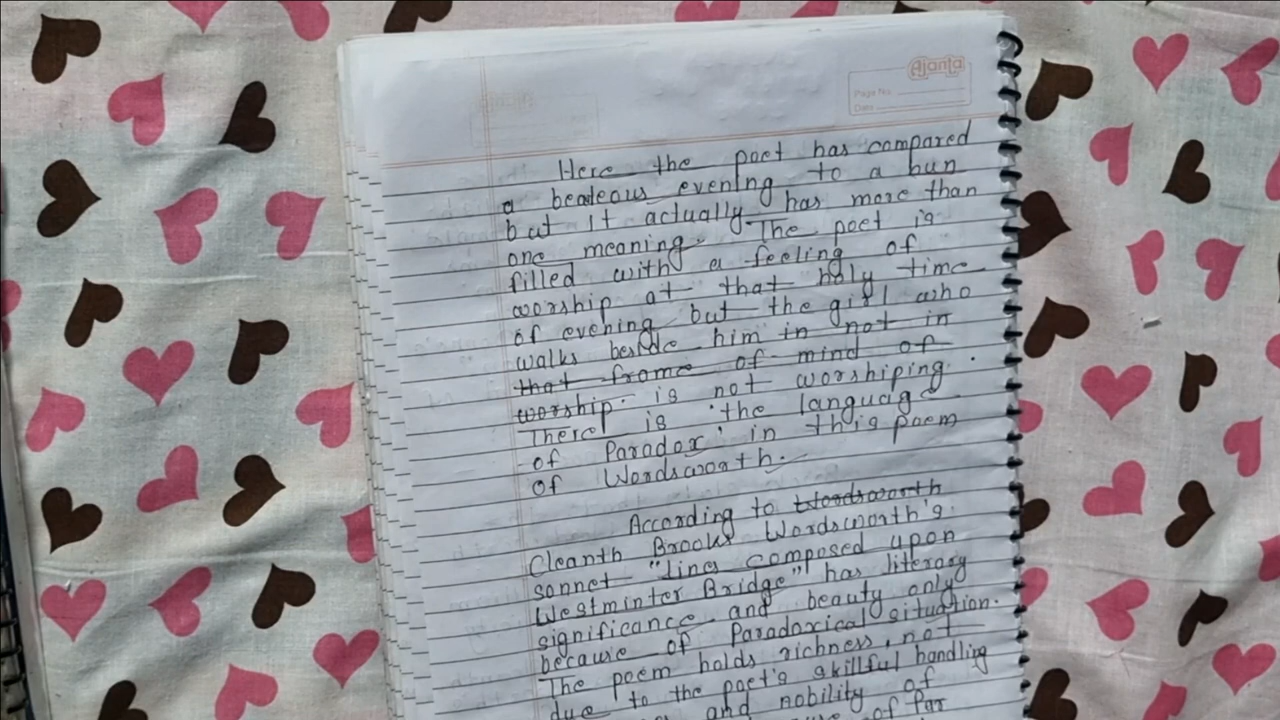 Ajanta
Page No.
Date
Here the poet has compared
a beateous evening to a bun
but it actually has more than
one meaning. The poet is
filled with a feeling of
worship at that holy time
of evening but the girl who
walks beside him in not in
that frame of mind of
worship. is not worshiping.
There is 'the language
of Paradox' in this poem
of Wordsworth.
According to Wordsworth
Cleanth Brooks Wordsworth's
sonnet "Lines composed upon
Westminter Bridge" has literary
significance and beauty only
because of Paradoxical situation.
The poem holds richness, not
due to the poet's skillful handling
and nobility of
of Par